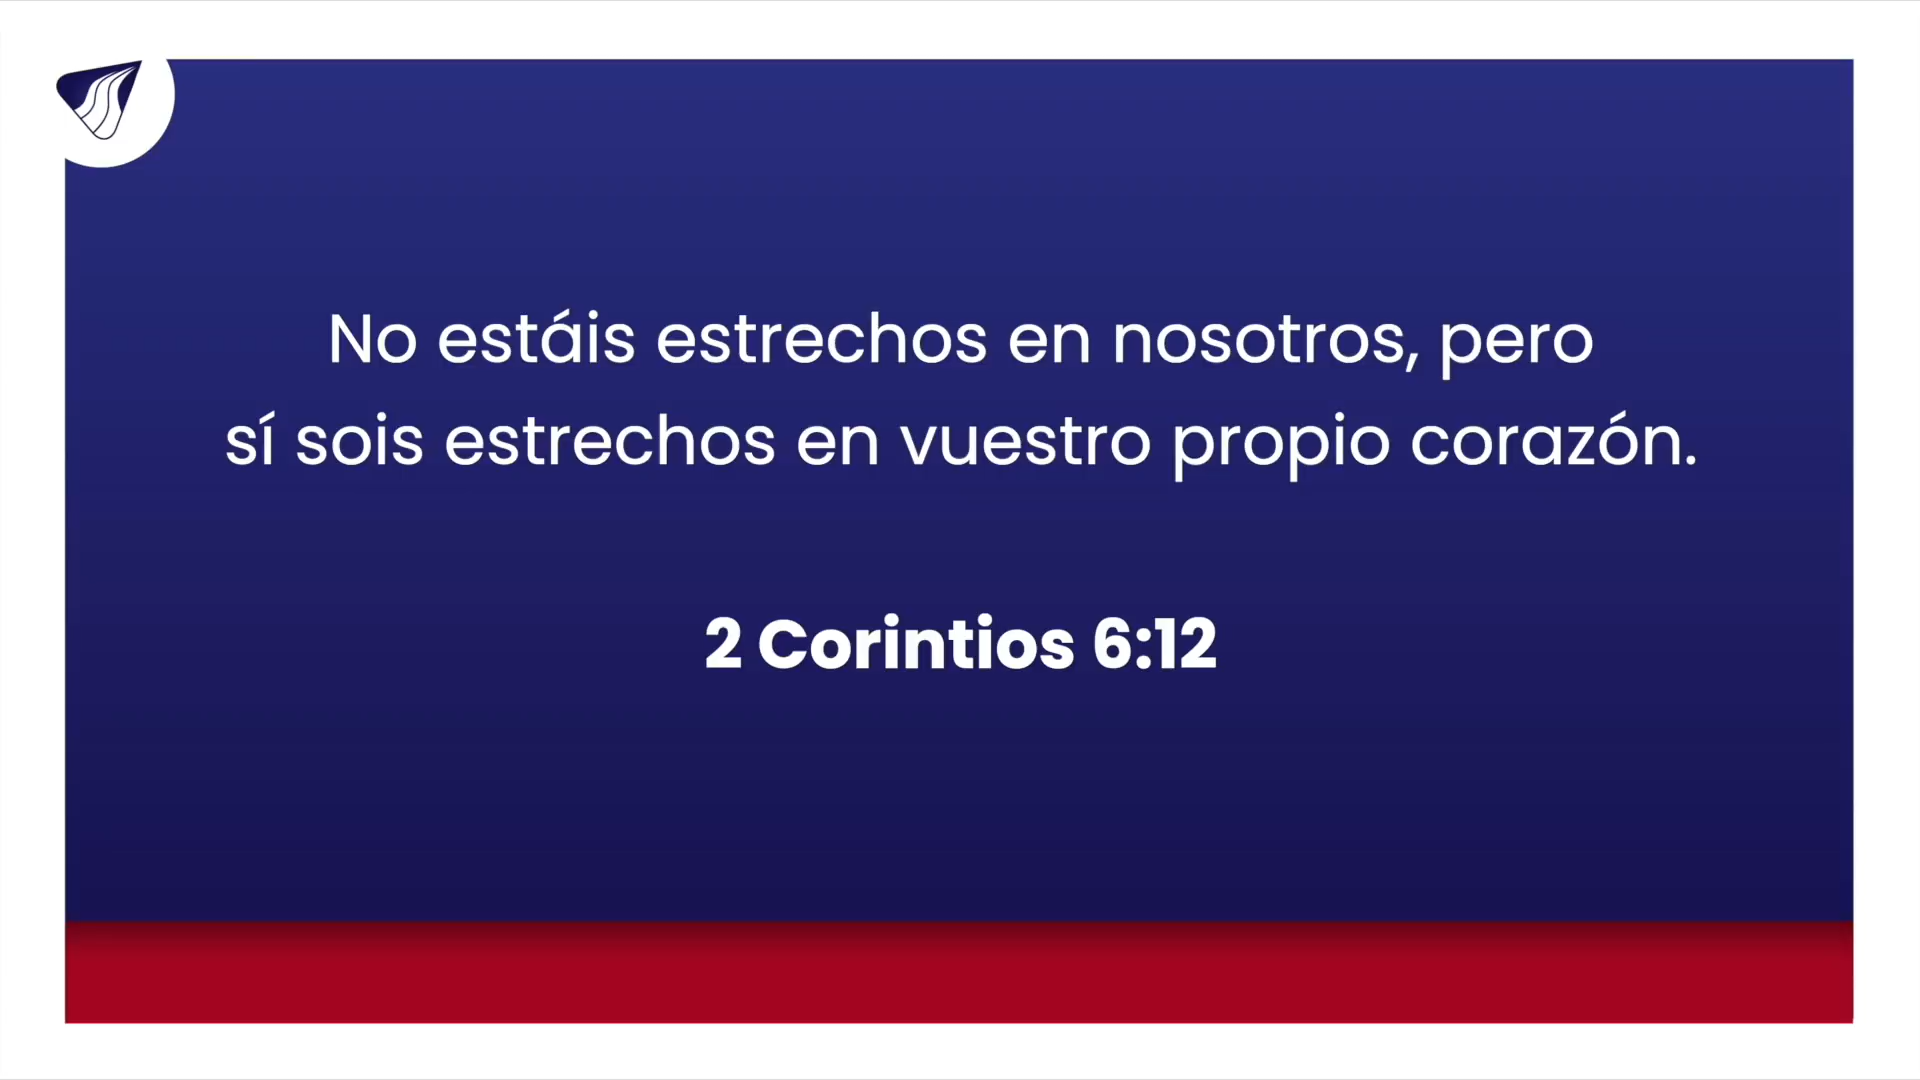 No estáis estrechos en nosotros, pero
sí sois estrechos en vuestro propio corazón.
2 Corintios 6:12